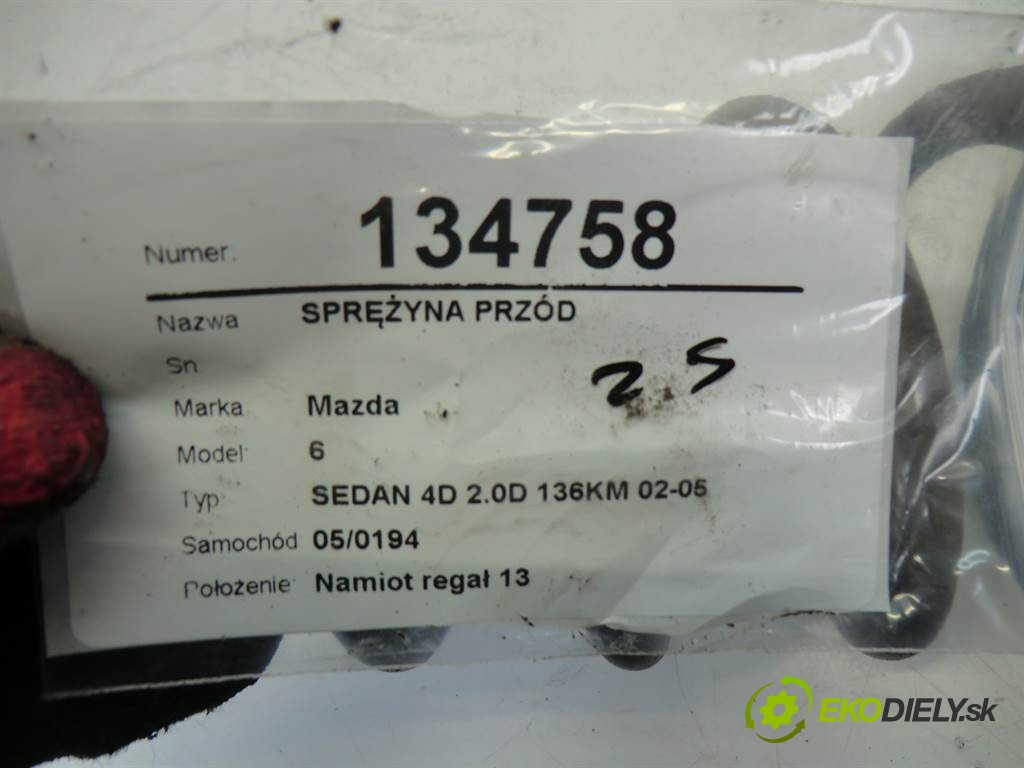 Numer: 134758
Nazwa SPRĘŻYNA PRZÓD
Sn
25
Marka Mazda
Model: 6
Typ: SEDAN 4D 2.0D 136KM 02-05
Samochód 05/0194
Położenie: Namiot regał 13
EKODIELY.sk